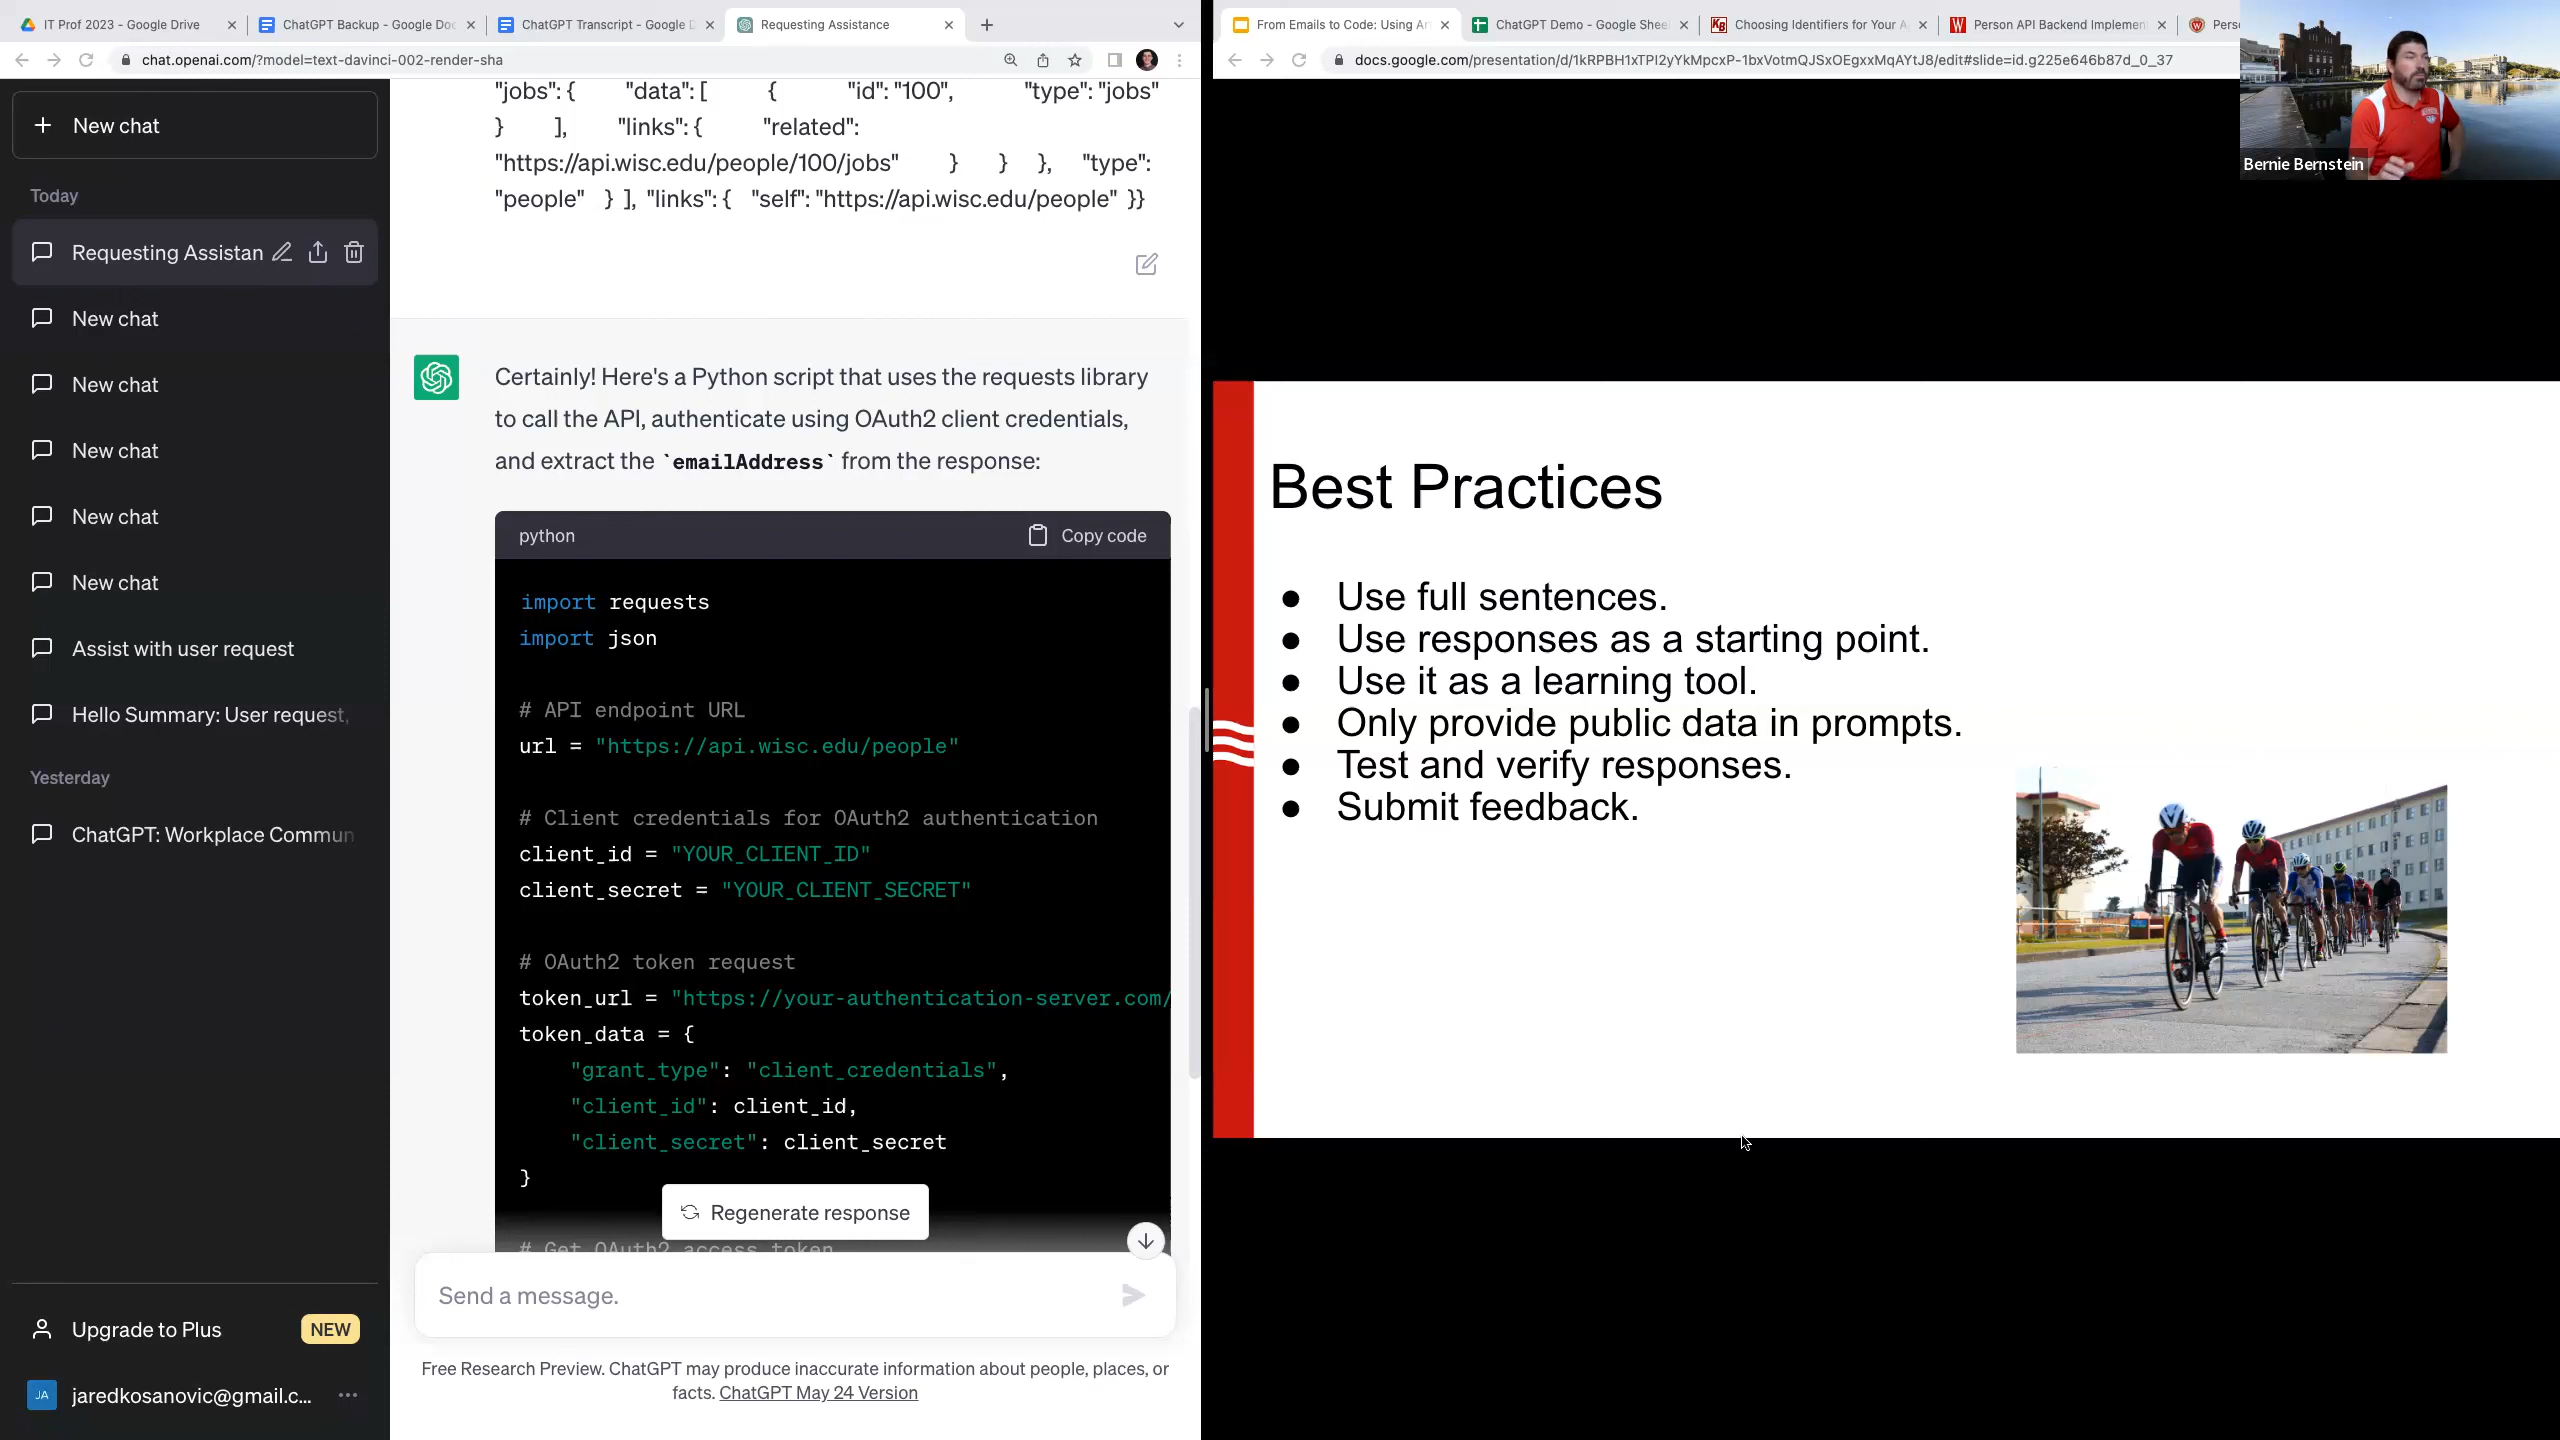 IT Prof 2023 - Google Drive
ChatGPT Backup - Google Doc
ChatGPT Transcript - Google D
Requesting Assistance
chat.openai.com/?model=text-davinci-002-render-sha
New chat
Today
Requesting Assistan
New chat
New chat
New chat
New chat
New chat
Assist with user request
Hello Summary: User request,
Yesterday
ChatGPT: Workplace Commun
Upgrade to Plus
NEW
JA
jaredkosanovic@gmail.c...
"jobs": { "data": [ { "id": "100", "type": "jobs"
} ], "links": { "related":
"https://api.wisc.edu/people/100/jobs" } } }, "type":
"people" } ], "links": { "self": "https://api.wisc.edu/people" }}
Certainly! Here's a Python script that uses the requests library
to call the API, authenticate using OAuth2 client credentials,
and extract the `emailAddress` from the response:
python
Copy code
import requests
import json
# API endpoint URL
url = "https://api.wisc.edu/people"
# Client credentials for OAuth2 authentication
client_id = "YOUR_CLIENT_ID"
client_secret = "YOUR_CLIENT_SECRET"
# OAuth2 token request
token_url = "https://your-authentication-server.com/
token_data = {
"grant_type": "client_credentials",
"client_id": client_id,
"client_secret": client_secret
}
# Get OAuth2 access token
Regenerate response
Send a message.
Free Research Preview. ChatGPT may produce inaccurate information about people, places, or
facts. ChatGPT May 24 Version
From Emails to Code: Using Ar
ChatGPT Demo - Google Shee
Choosing Identifiers for Your A
Person API Backend Implemen
Perso
docs.google.com/presentation/d/1kRPBH1xTPI2yYkMpcxP-1bxVotmQJSxOEgxxMqAYtJ8/edit#slide=id.g225e646b87d_0_37
Bernie Bernstein
Best Practices
● Use full sentences.
● Use responses as a starting point.
● Use it as a learning tool.
● Only provide public data in prompts.
● Test and verify responses.
● Submit feedback.